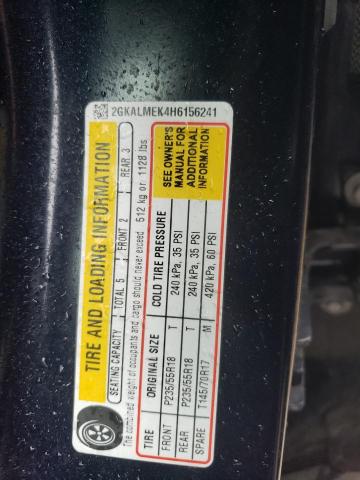 2GKALMEK4H6156241
TIRE AND LOADING INFORMATION
SEATING CAPACITY TOTAL 5 FRONT 2 REAR 3
The combined weight of occupants and cargo should never exceed 512 kg or 1128 lbs
TIRE ORIGINAL SIZE COLD TIRE PRESSURE
FRONT P235/55R18 T 240 kPa, 35 PSI
REAR P235/55R18 T 240 kPa, 35 PSI
SPARE T145/70R17 M 420 kPa, 60 PSI
SEE OWNER'S
MANUAL FOR
ADDITIONAL
INFORMATION